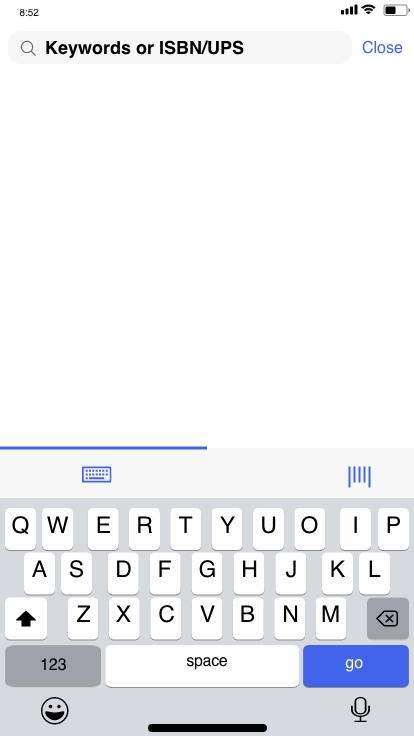 8:52
Keywords or ISBN/UPS
Close
Q W E R T Y U O I P
A S D F G H J K L
Z X C V B N M
123 space go